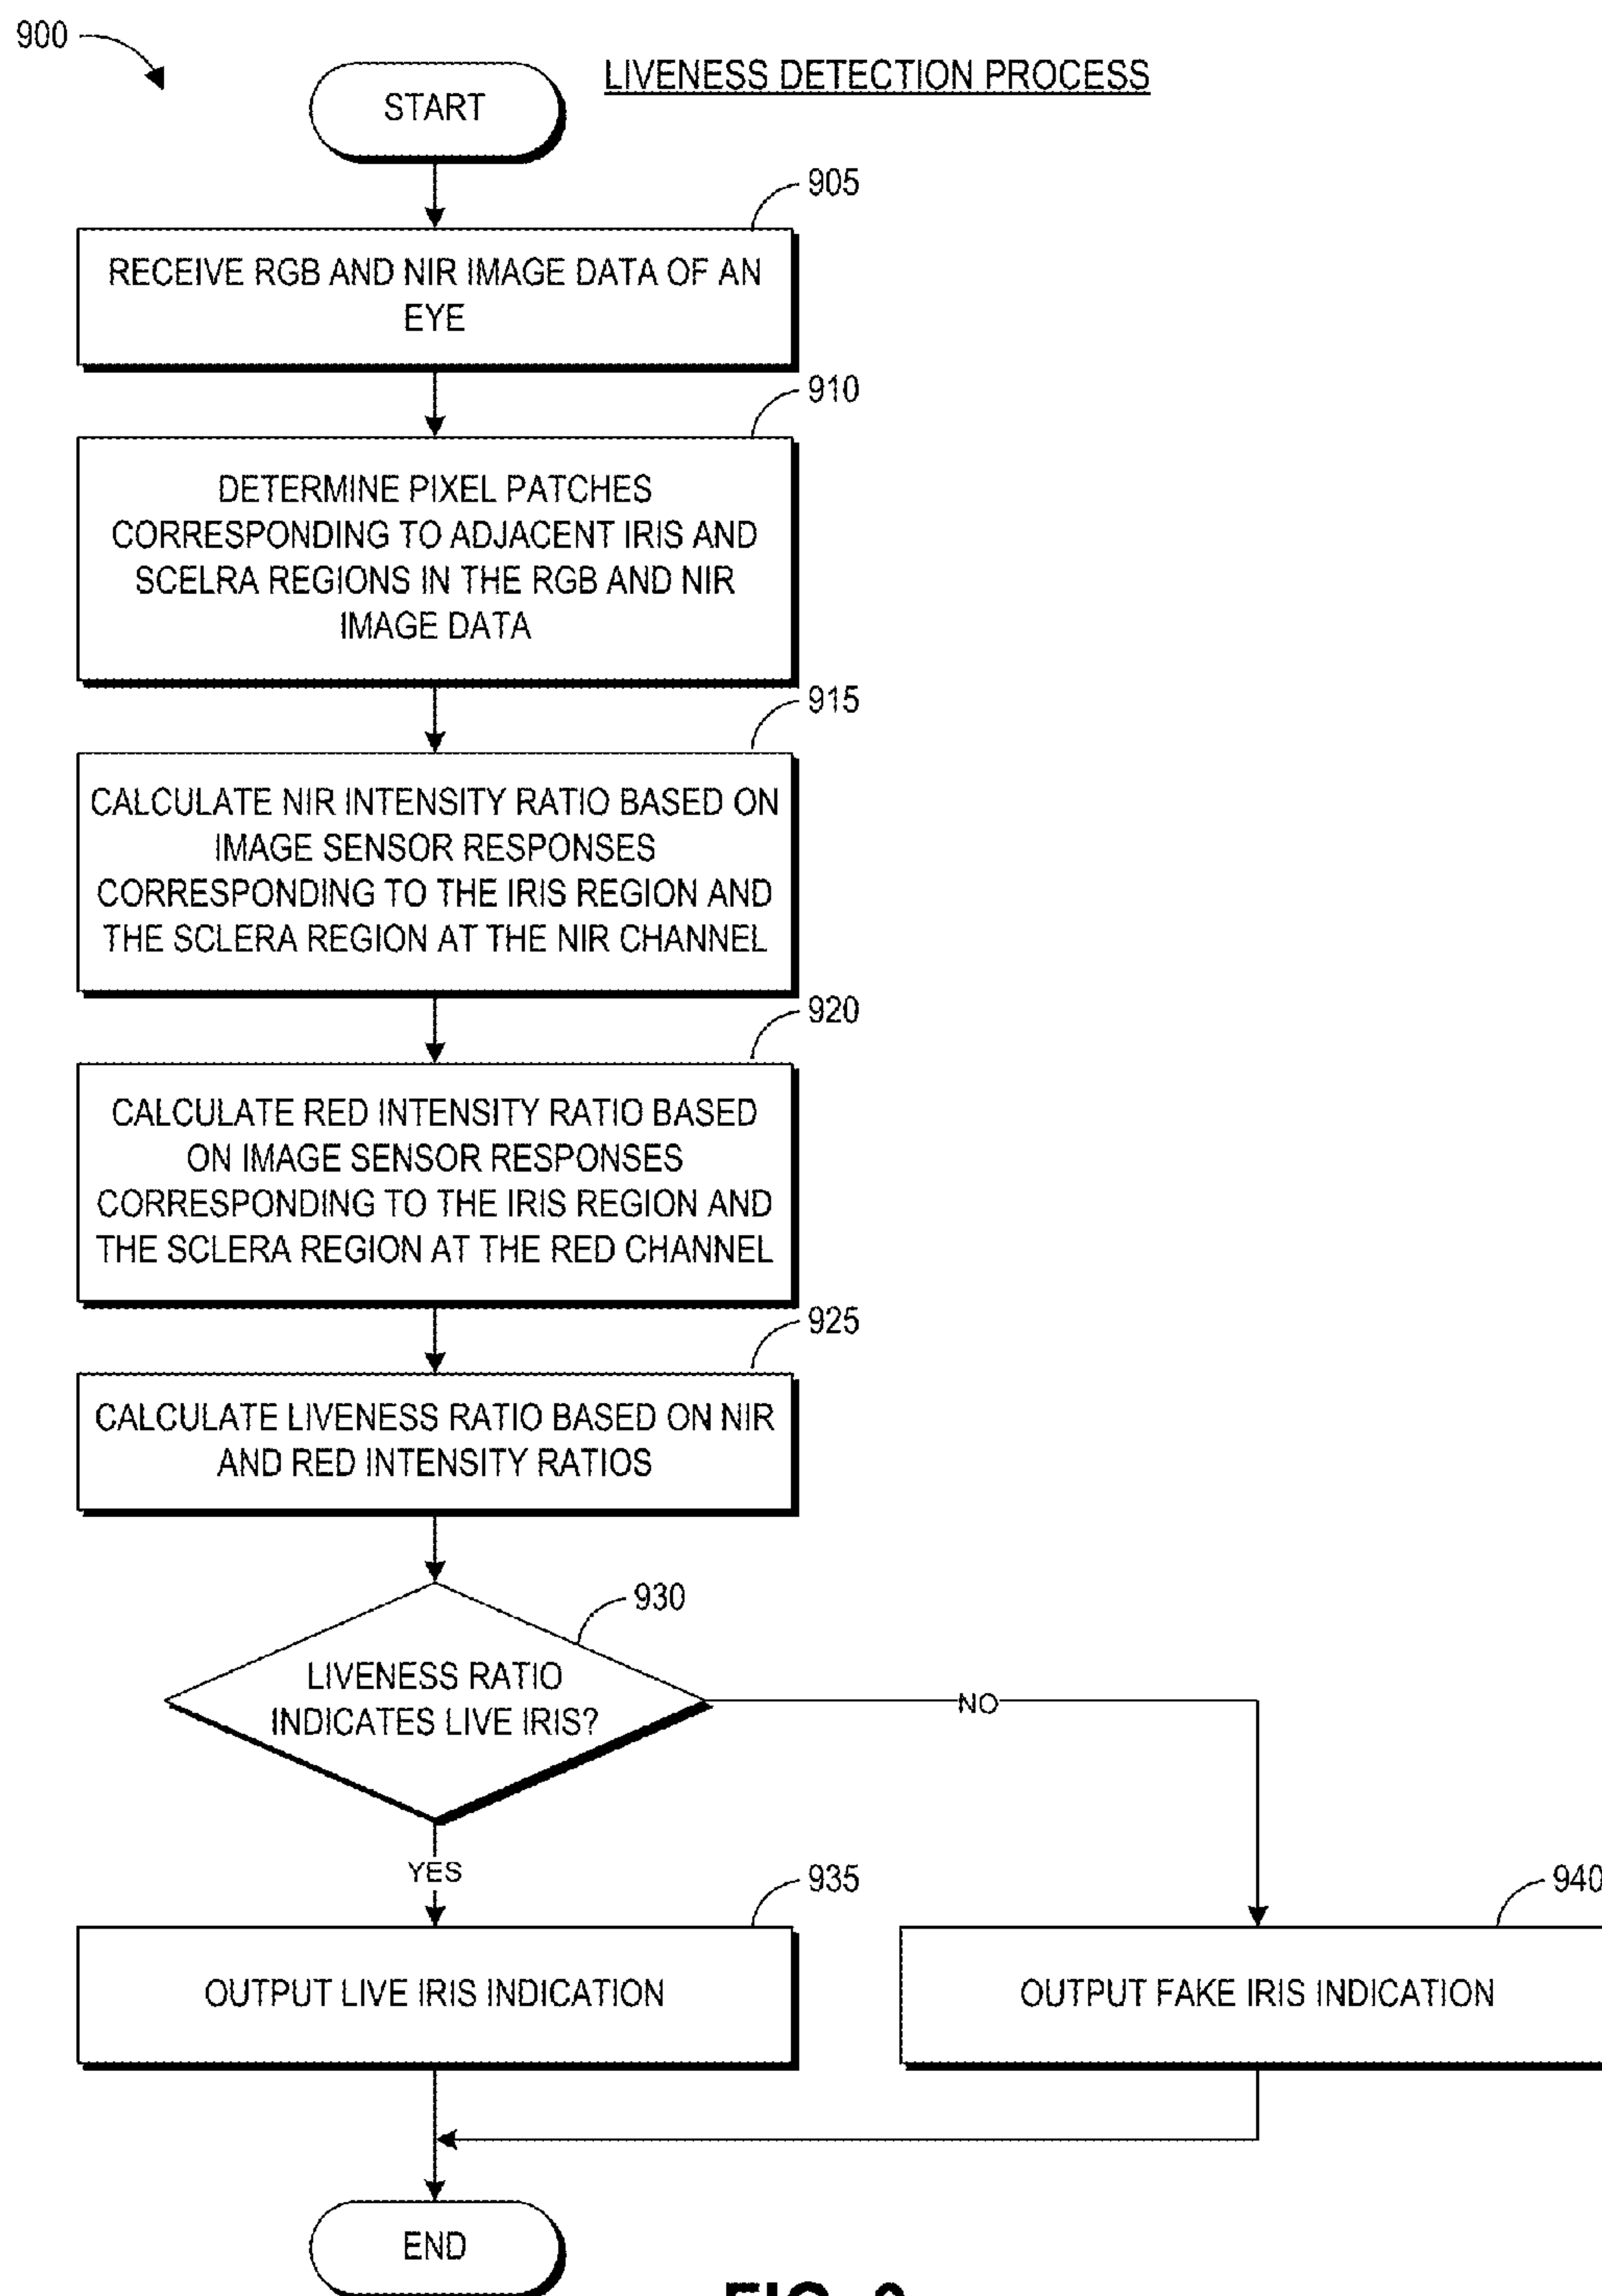 900
LIVENESS DETECTION PROCESS
START
905
RECEIVE RGB AND NIR IMAGE DATA OF AN
EYE
910
DETERMINE PIXEL PATCHES
CORRESPONDING TO ADJACENT IRIS AND
SCELRA REGIONS IN THE RGB AND NIR
IMAGE DATA
915
CALCULATE NIR INTENSITY RATIO BASED ON
IMAGE SENSOR RESPONSES
CORRESPONDING TO THE IRIS REGION AND
THE SCLERA REGION AT THE NIR CHANNEL
920
CALCULATE RED INTENSITY RATIO BASED
ON IMAGE SENSOR RESPONSES
CORRESPONDING TO THE IRIS REGION AND
THE SCLERA REGION AT THE RED CHANNEL
925
CALCULATE LIVENESS RATIO BASED ON NIR
AND RED INTENSITY RATIOS
930
LIVENESS RATIO
INDICATES LIVE IRIS?
NO
YES
935
OUTPUT LIVE IRIS INDICATION
940
OUTPUT FAKE IRIS INDICATION
END
FIG.